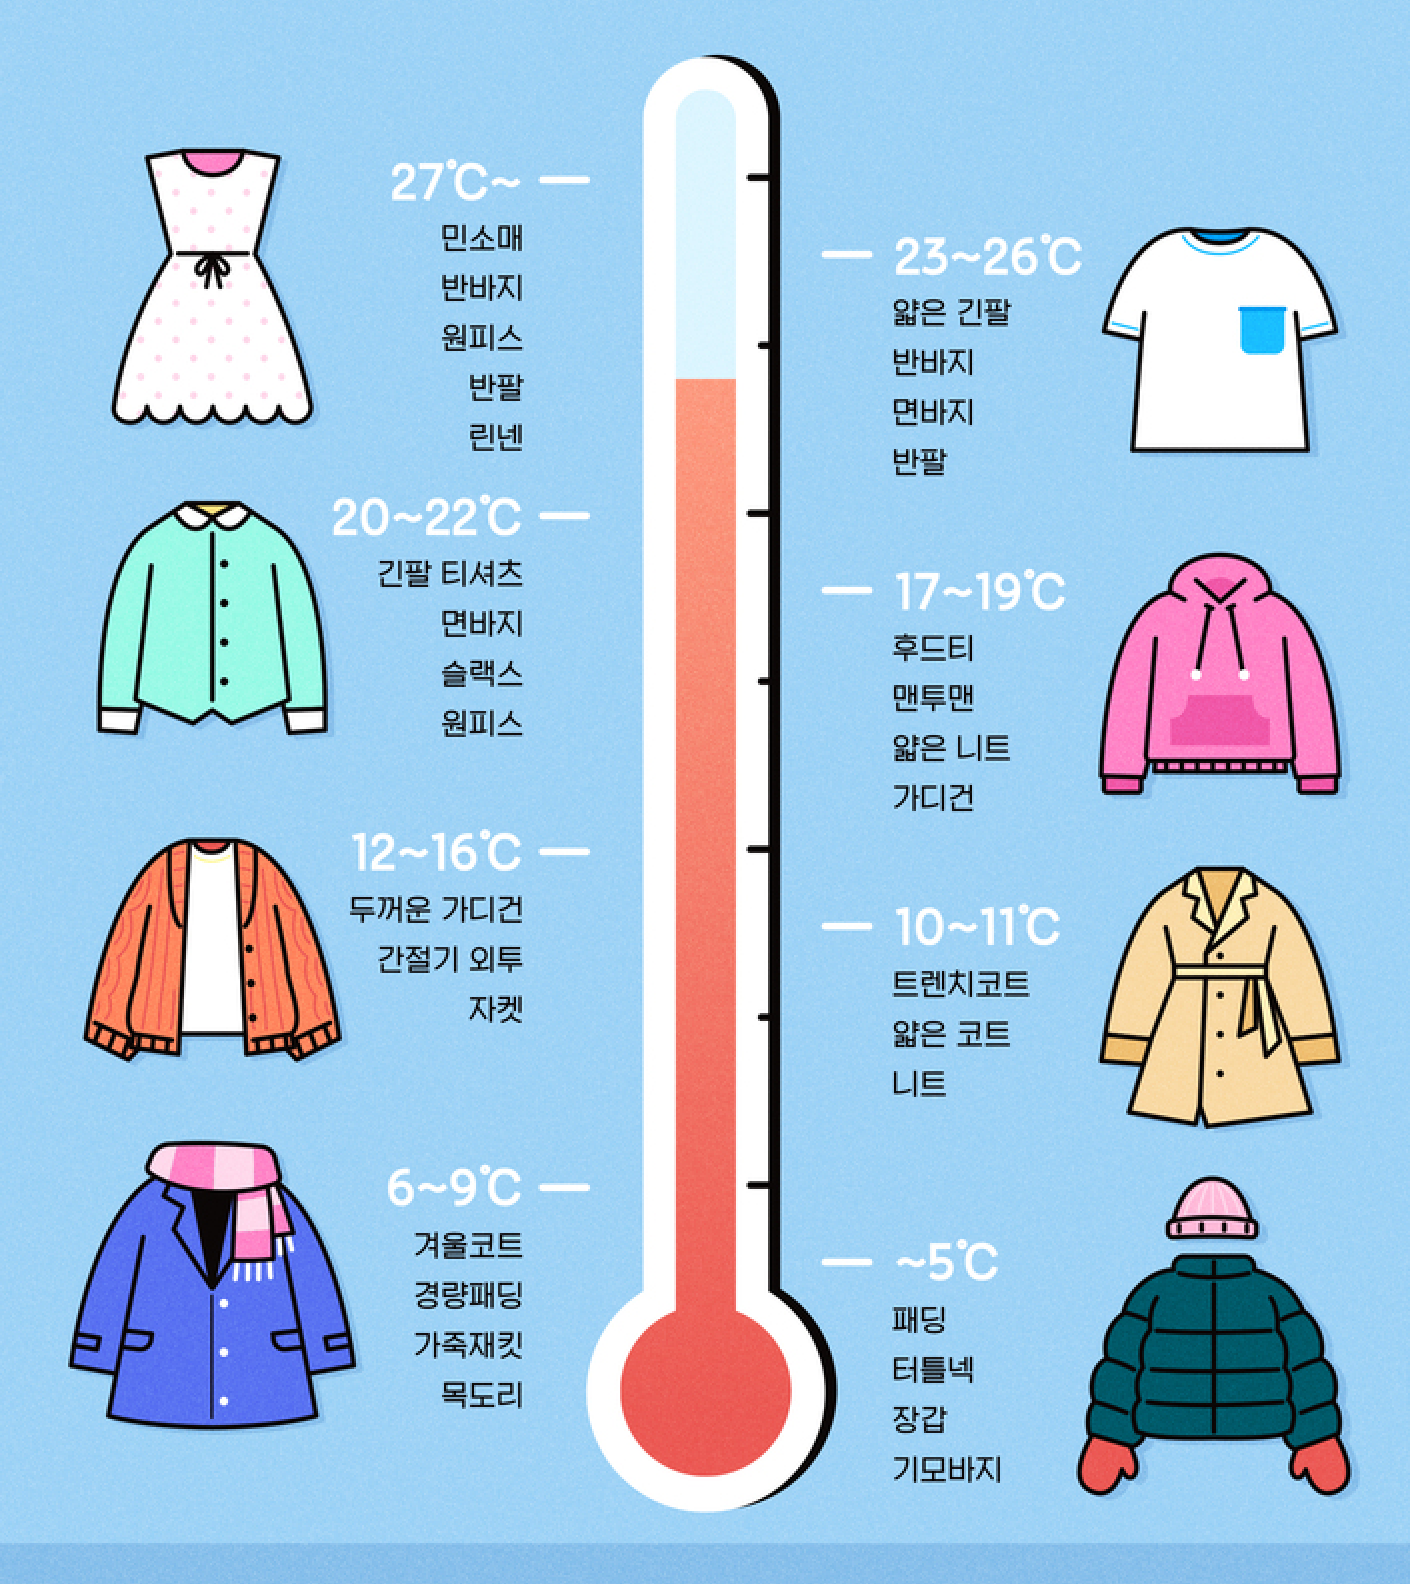 27℃~
민소매
반바지
원피스
반팔
린넨
23~26℃
얇은 긴팔
반바지
면바지
반팔
20~22℃
긴팔 티셔츠
면바지
슬랙스
원피스
17~19℃
후드티
맨투맨
얇은 니트
가디건
12~16℃
두꺼운 가디건
간절기 외투
자켓
10~11℃
트렌치코트
얇은 코트
니트
6~9℃
겨울코트
경량패딩
가죽재킷
목도리
~5℃
패딩
터틀넥
장갑
기모바지